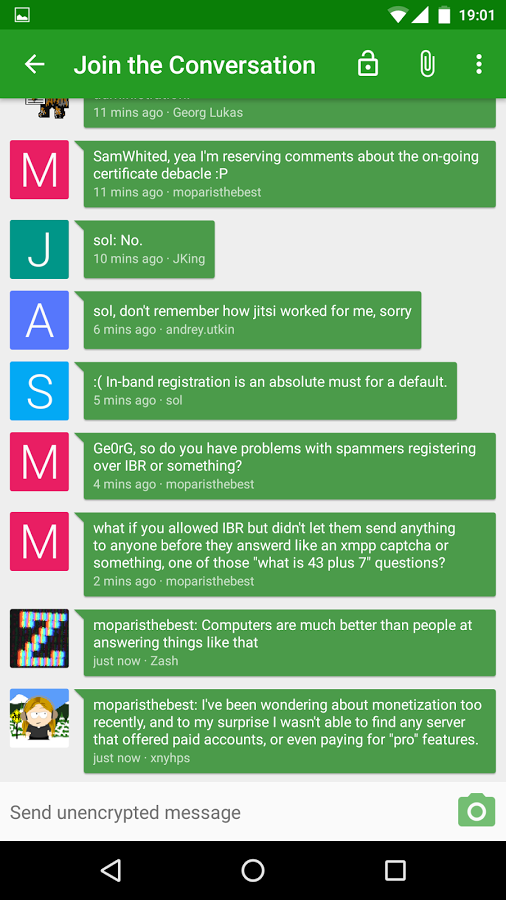 19:01
Join the Conversation
11 mins ago · Georg Lukas
M
SamWhited, yea I'm reserving comments about the on-going
certificate debacle :P
11 mins ago · moparisthebest
J
sol: No.
10 mins ago · JKing
A
sol, don't remember how jitsi worked for me, sorry
6 mins ago · andrey.utkin
S
:( In-band registration is an absolute must for a default.
5 mins ago · sol
M
Ge0rG, so do you have problems with spammers registering
over IBR or something?
4 mins ago · moparisthebest
M
what if you allowed IBR but didn't let them send anything
to anyone before they answerd like an xmpp captcha or
something, one of those "what is 43 plus 7" questions?
2 mins ago · moparisthebest
Z
moparisthebest: Computers are much better than people at
answering things like that
just now · Zash
moparisthebest: I've been wondering about monetization too
recently, and to my surprise I wasn't able to find any server
that offered paid accounts, or even paying for "pro" features.
just now · xnyhps
Send unencrypted message